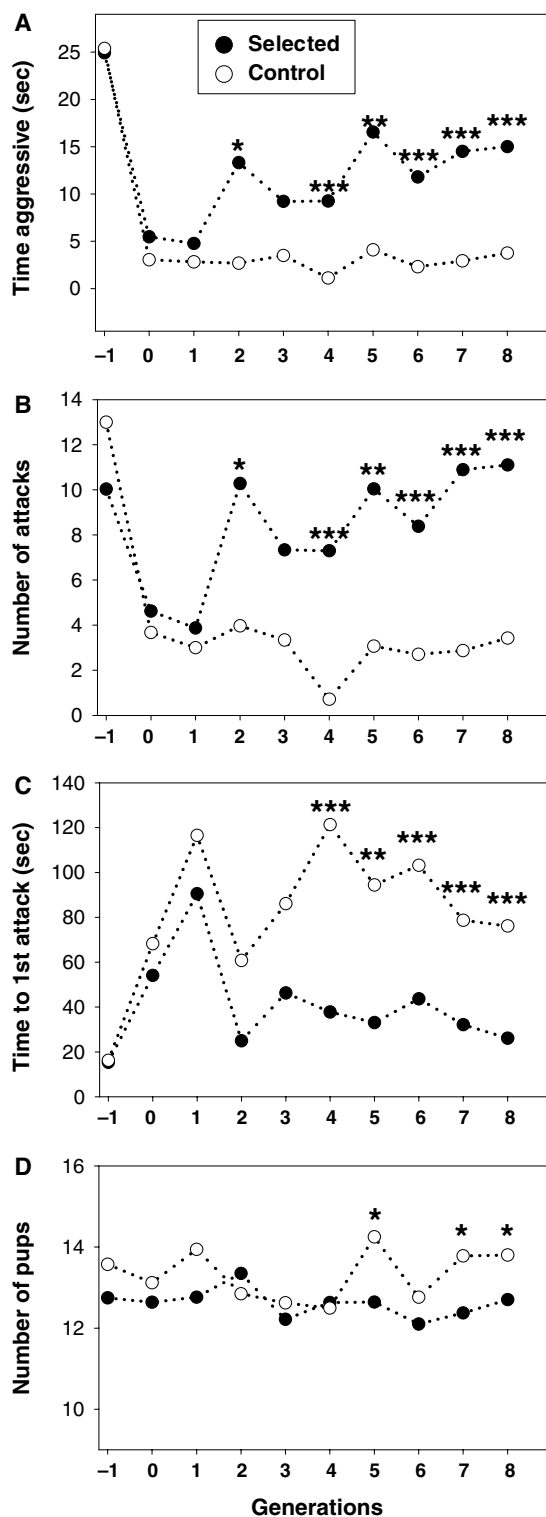 A
Selected
Control
Time aggressive (sec)
25
20
15
10
5
0
* *** ** *** *** ***
–1 0 1 2 3 4 5 6 7 8
B
Number of attacks
14
12
10
8
6
4
2
0
* *** ** *** *** ***
–1 0 1 2 3 4 5 6 7 8
C
Time to 1st attack (sec)
140
120
100
80
60
40
20
0
*** ** *** *** ***
–1 0 1 2 3 4 5 6 7 8
D
Number of pups
16
14
12
10
* * *
–1 0 1 2 3 4 5 6 7 8
Generations